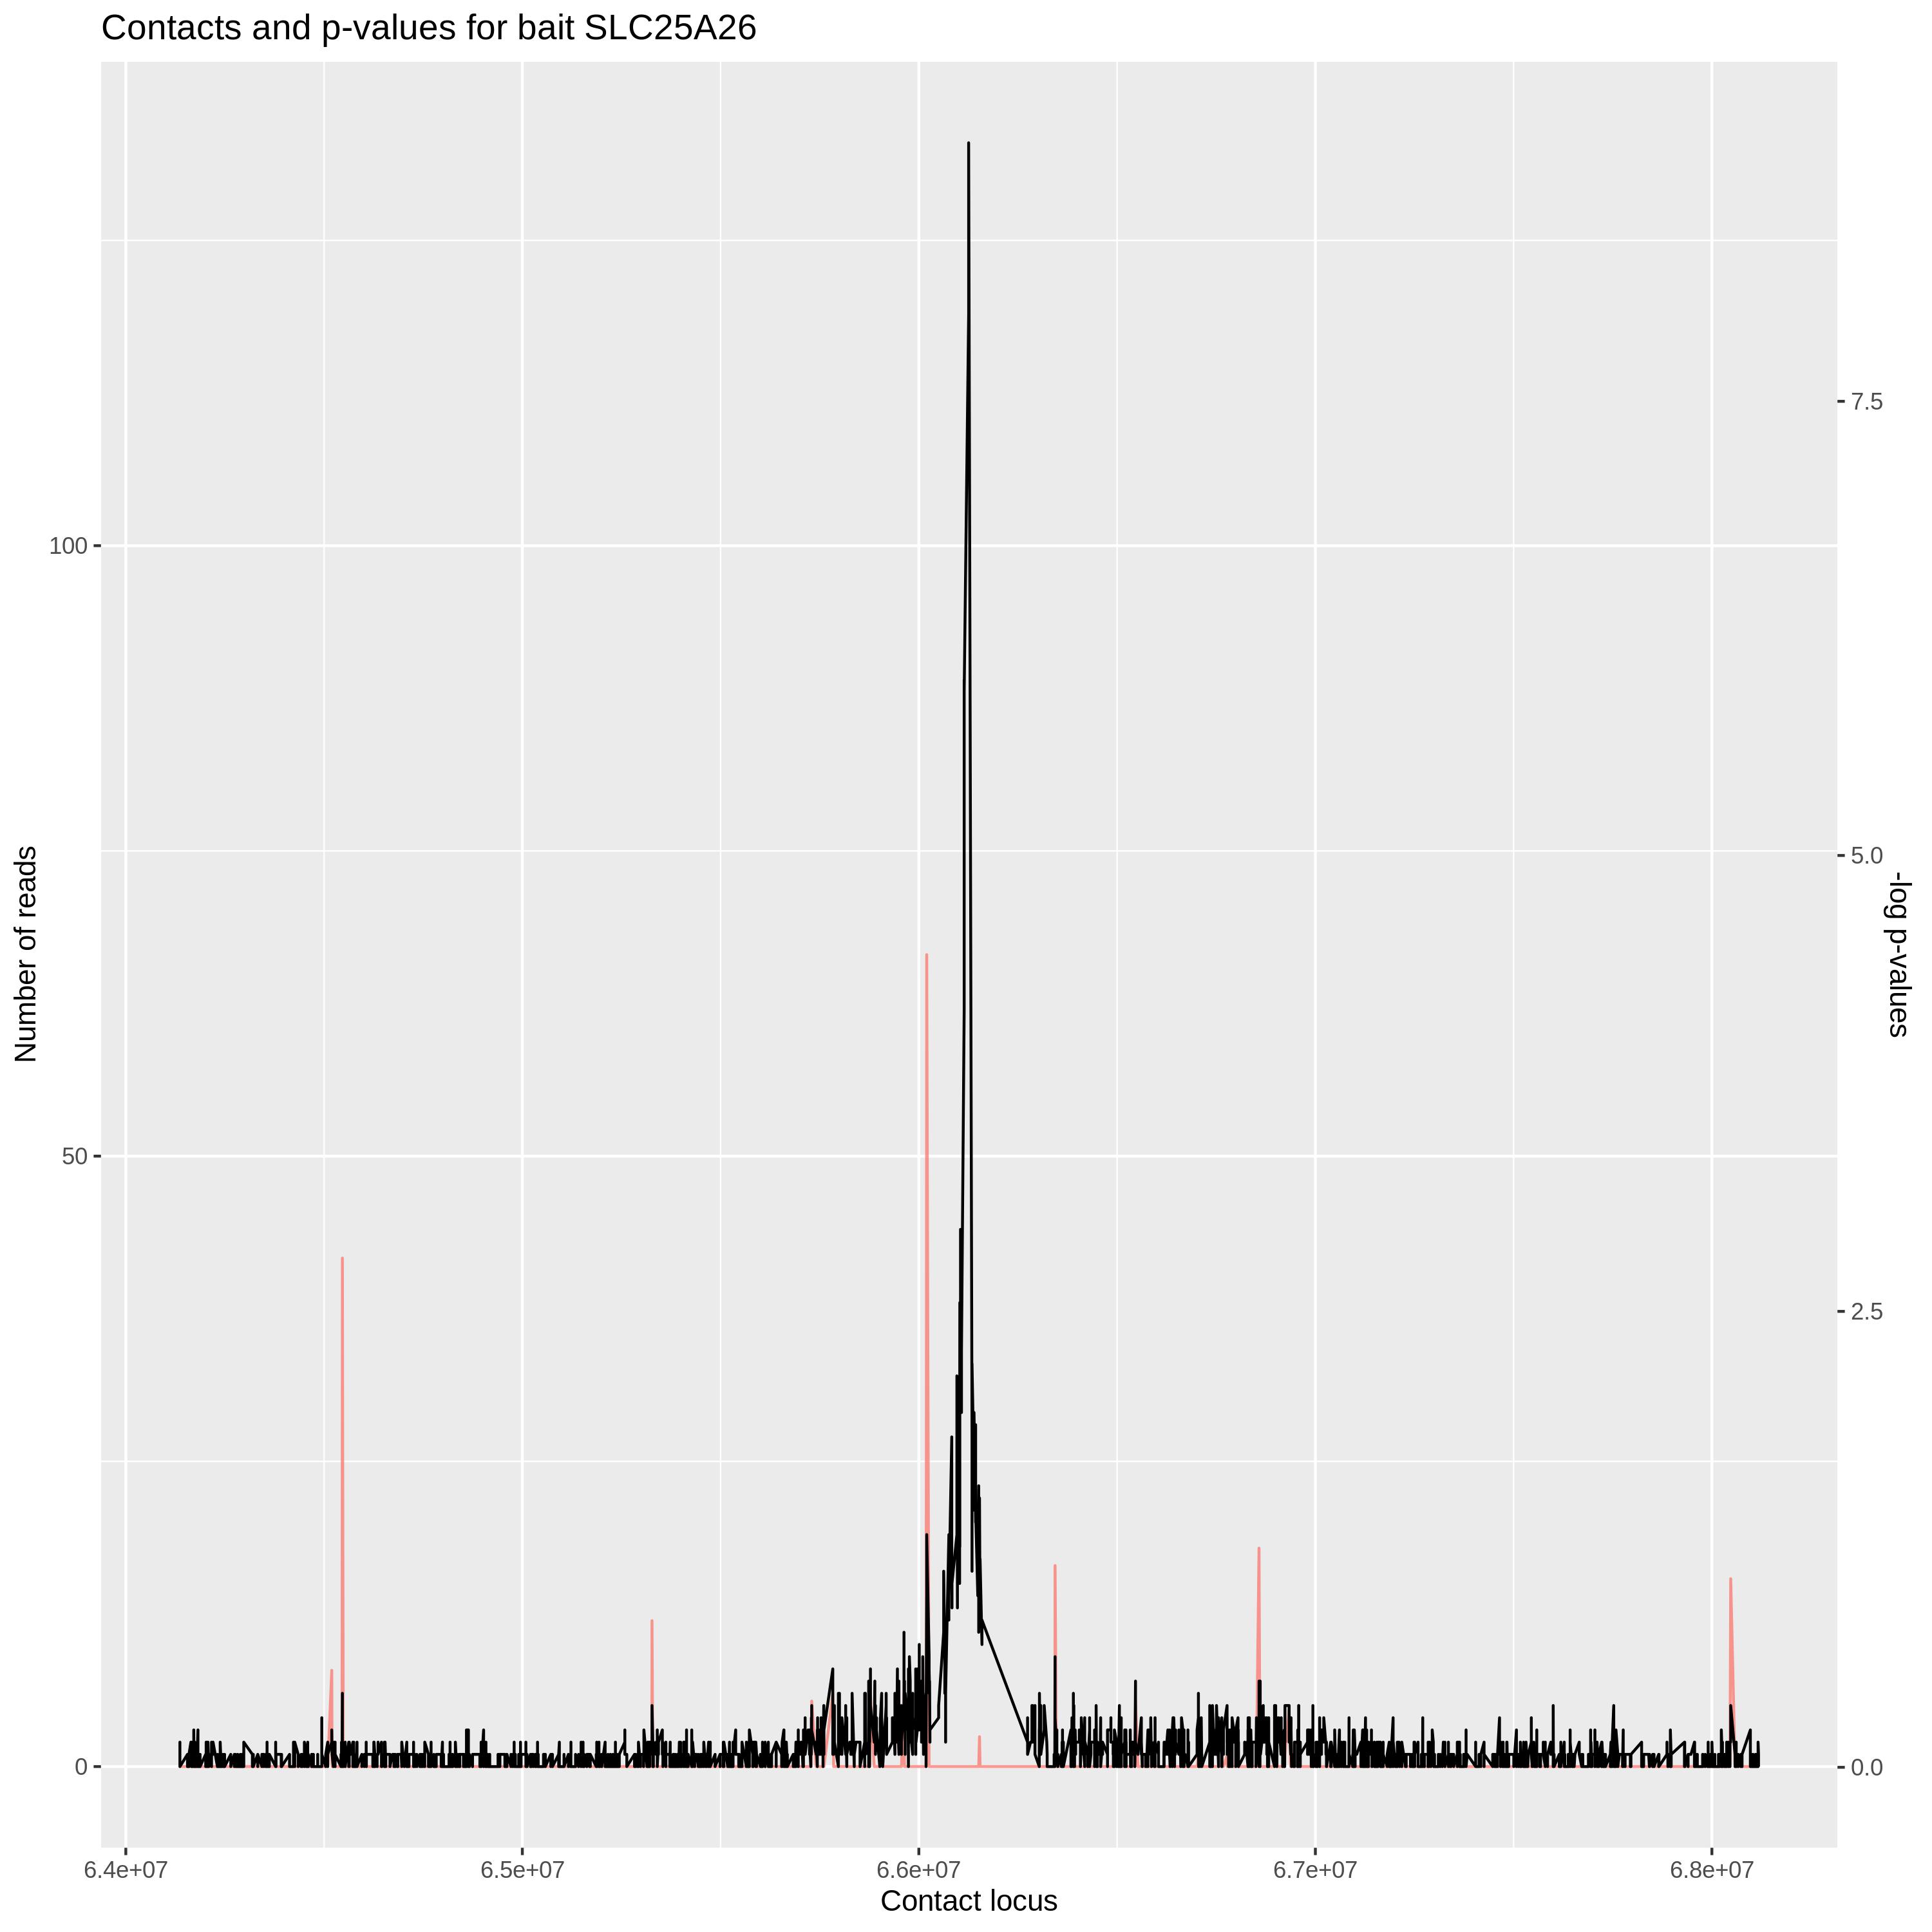 Contacts and p-values for bait SLC25A26
Number of reads
100
50
0
7.5
5.0
2.5
0.0
-log p-values
6.4e+07
6.5e+07
6.6e+07
6.7e+07
6.8e+07
Contact locus